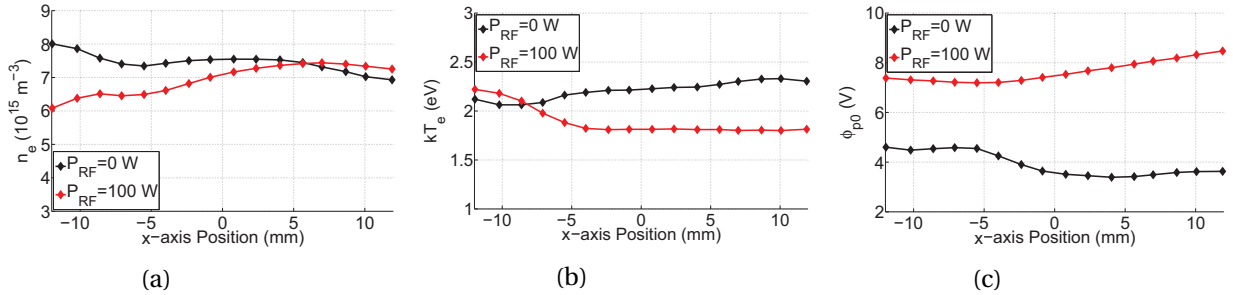 9
8
7
6
5
4
3
n_e (10^15 m^−3)
P_RF=0 W
P_RF=100 W
−10 −5 0 5 10
x−axis Position (mm)
(a)
3
2.5
2
1.5
1
kT_e (eV)
P_RF=0 W
P_RF=100 W
−10 −5 0 5 10
x−axis Position (mm)
(b)
10
8
6
4
2
ϕ_p0 (V)
P_RF=0 W
P_RF=100 W
−10 −5 0 5 10
x−axis Position (mm)
(c)